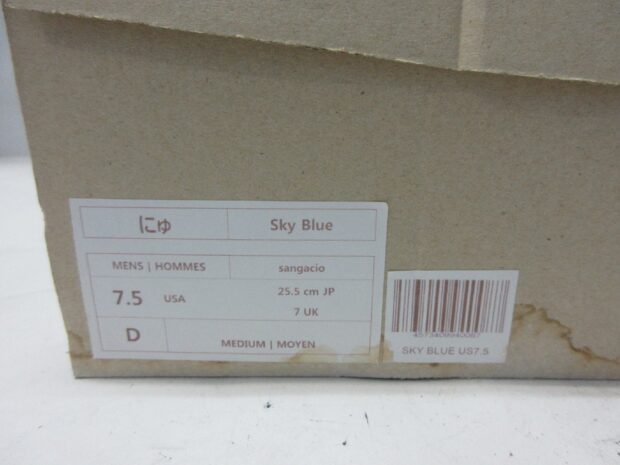 にゅ Sky Blue
MENS | HOMMES sangacio
7.5 USA 25.5 cm JP
7 UK
D MEDIUM | MOYEN
4573400940087
SKY BLUE US7.5